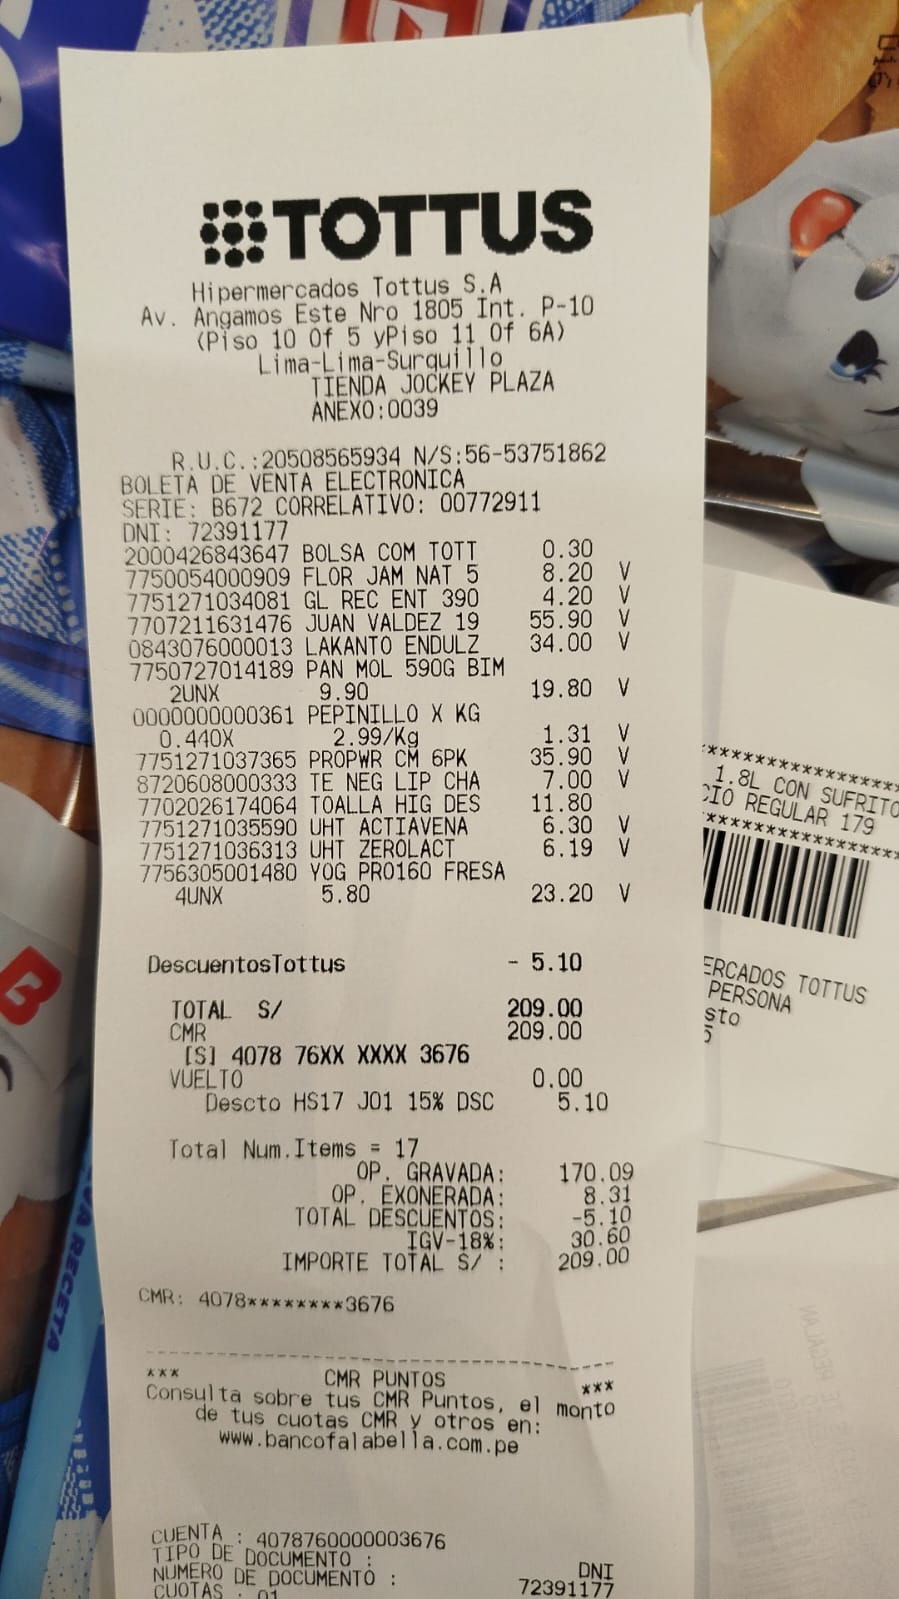 TOTTUS
Hipermercados Tottus S.A
Av. Angamos Este Nro 1805 Int. P-10
(Piso 10 Of 5 yPiso 11 Of 6A)
Lima-Lima-Surquillo
TIENDA JOCKEY PLAZA
ANEXO:0039
R.U.C.:20508565934 N/S:56-53751862
BOLETA DE VENTA ELECTRONICA
SERIE: B672 CORRELATIVO: 00772911
DNI: 72391177
2000426843647 BOLSA COM TOTT 0.30
7750054000909 FLOR JAM NAT 5 8.20 V
7751271034081 GL REC ENT 390 4.20 V
7707211631476 JUAN VALDEZ 19 55.90 V
0843076000013 LAKANTO ENDULZ 34.00 V
7750727014189 PAN MOL 590G BIM
2UNX 9.90 19.80 V
0000000000361 PEPINILLO X KG
0.440X 2.99/Kg 1.31 V
7751271037365 PROPWR CM 6PK 35.90 V
8720608000333 TE NEG LIP CHA 7.00 V
7702026174064 TOALLA HIG DES 11.80
7751271035590 UHT ACTIAVENA 6.30 V
7751271036313 UHT ZEROLACT 6.19 V
7756305001480 YOG PRO160 FRESA
4UNX 5.80 23.20 V
DescuentosTottus - 5.10
TOTAL S/ 209.00
CMR 209.00
[S] 4078 76XX XXXX 3676
VUELTO 0.00
Descto HS17 J01 15% DSC 5.10
Total Num.Items = 17
OP. GRAVADA: 170.09
OP. EXONERADA: 8.31
TOTAL DESCUENTOS: -5.10
IGV-18%: 30.60
IMPORTE TOTAL S/ : 209.00
CMR: 4078********3676
*** CMR PUNTOS ***
Consulta sobre tus CMR Puntos, el monto
de tus cuotas CMR y otros en:
www.bancofalabella.com.pe
CUENTA : 4078760000003676
TIPO DE DOCUMENTO : DNI
NUMERO DE DOCUMENTO : 72391177
CUOTAS : 01
1.8L CON SUFRITO
CIO REGULAR 179
ERCADOS TOTTUS
PERSONA
sto
5
VA RECETA